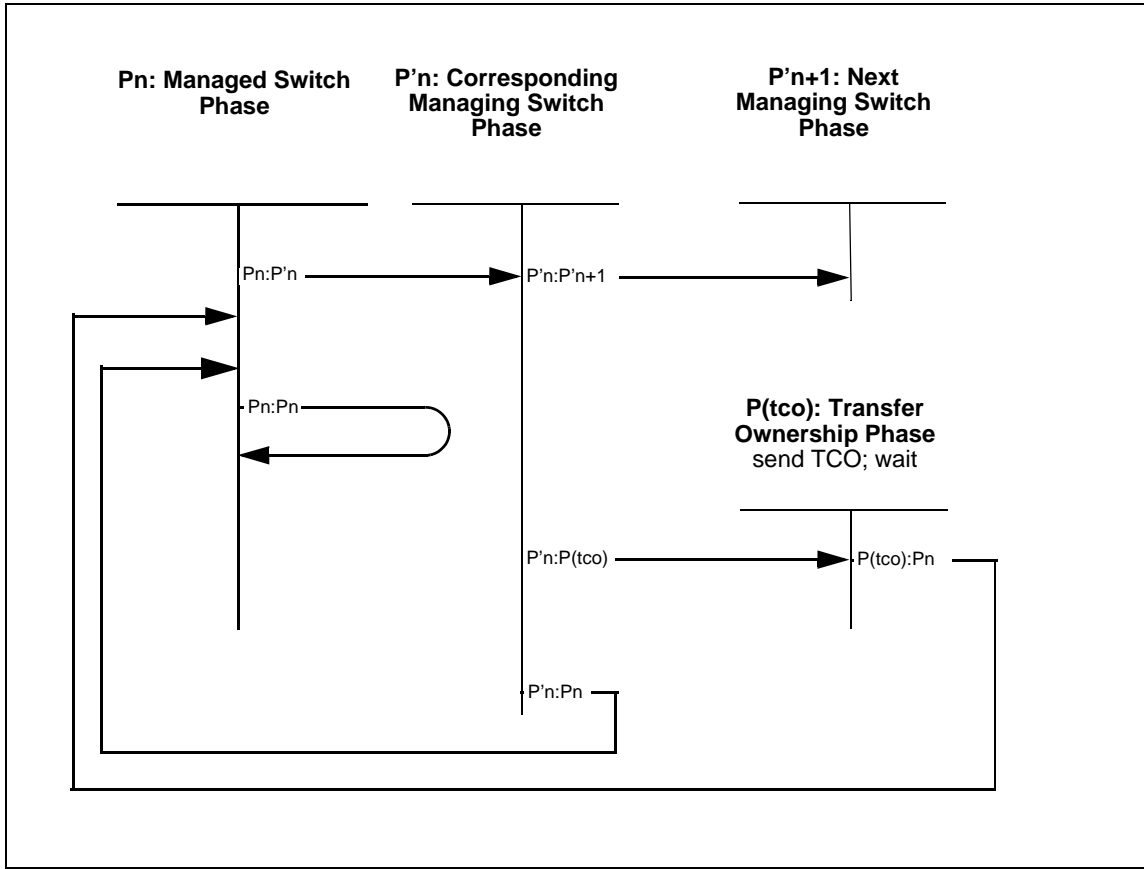 Pn: Managed Switch
Phase
P'n: Corresponding
Managing Switch
Phase
P'n+1: Next
Managing Switch
Phase
Pn:P'n
P'n:P'n+1
Pn:Pn
P(tco): Transfer
Ownership Phase
send TCO; wait
P'n:P(tco)
P(tco):Pn
P'n:Pn